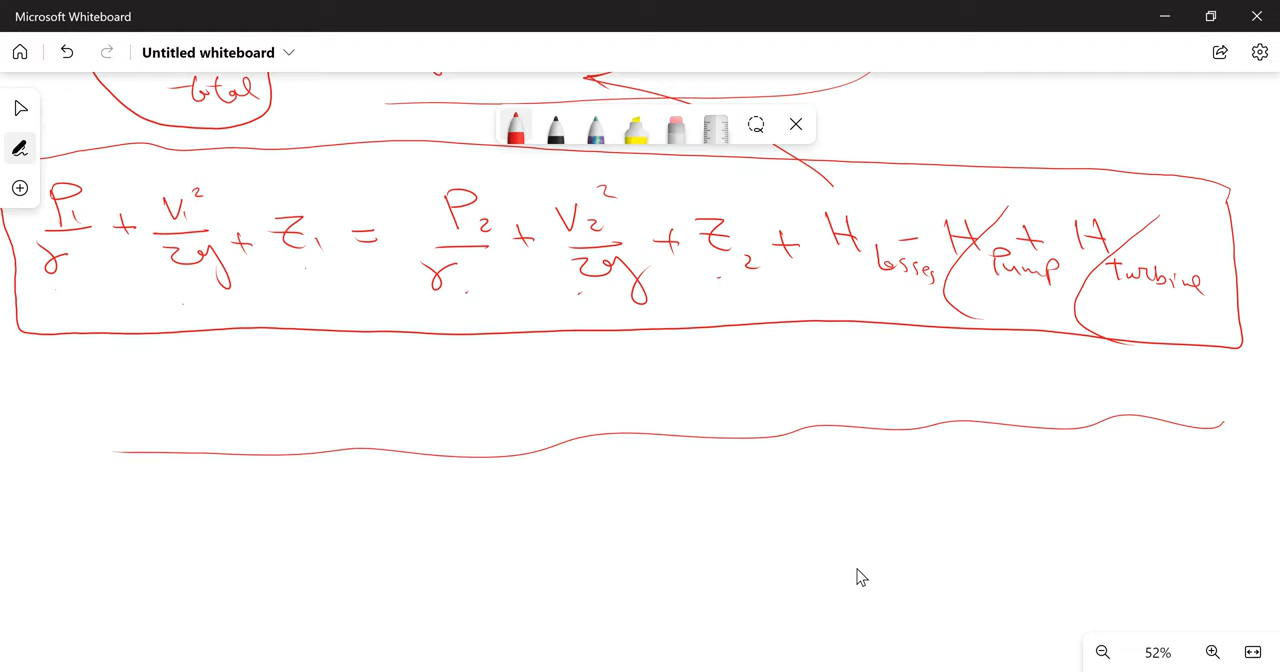 Microsoft Whiteboard
Untitled whiteboard
total
P₁/γ + V₁²/2g + Z₁ = P₂/γ + V₂²/2g + Z₂ + H losses - H Pump + H turbine
52%